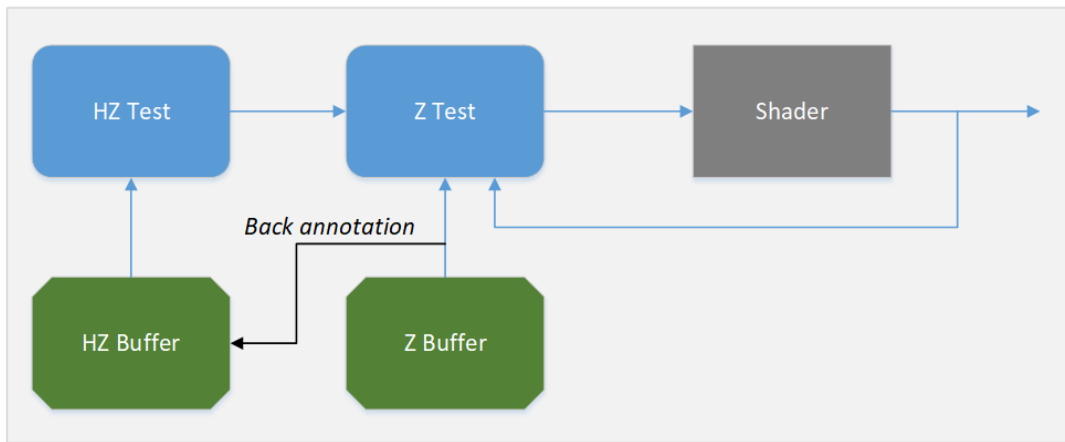 HZ Test
Z Test
Shader
Back annotation
HZ Buffer
Z Buffer